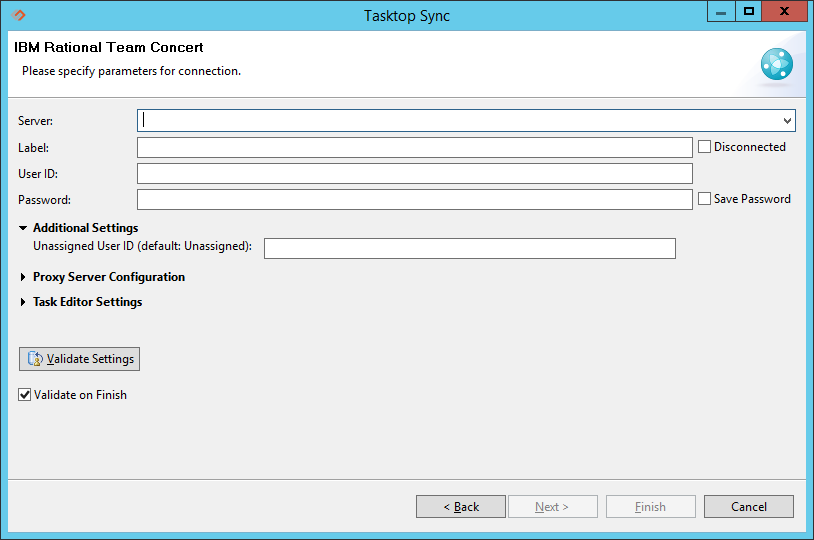 Tasktop Sync
IBM Rational Team Concert
Please specify parameters for connection.
Server:
Label:
Disconnected
User ID:
Password:
Save Password
Additional Settings
Unassigned User ID (default: Unassigned):
Proxy Server Configuration
Task Editor Settings
Validate Settings
Validate on Finish
< Back
Next >
Finish
Cancel